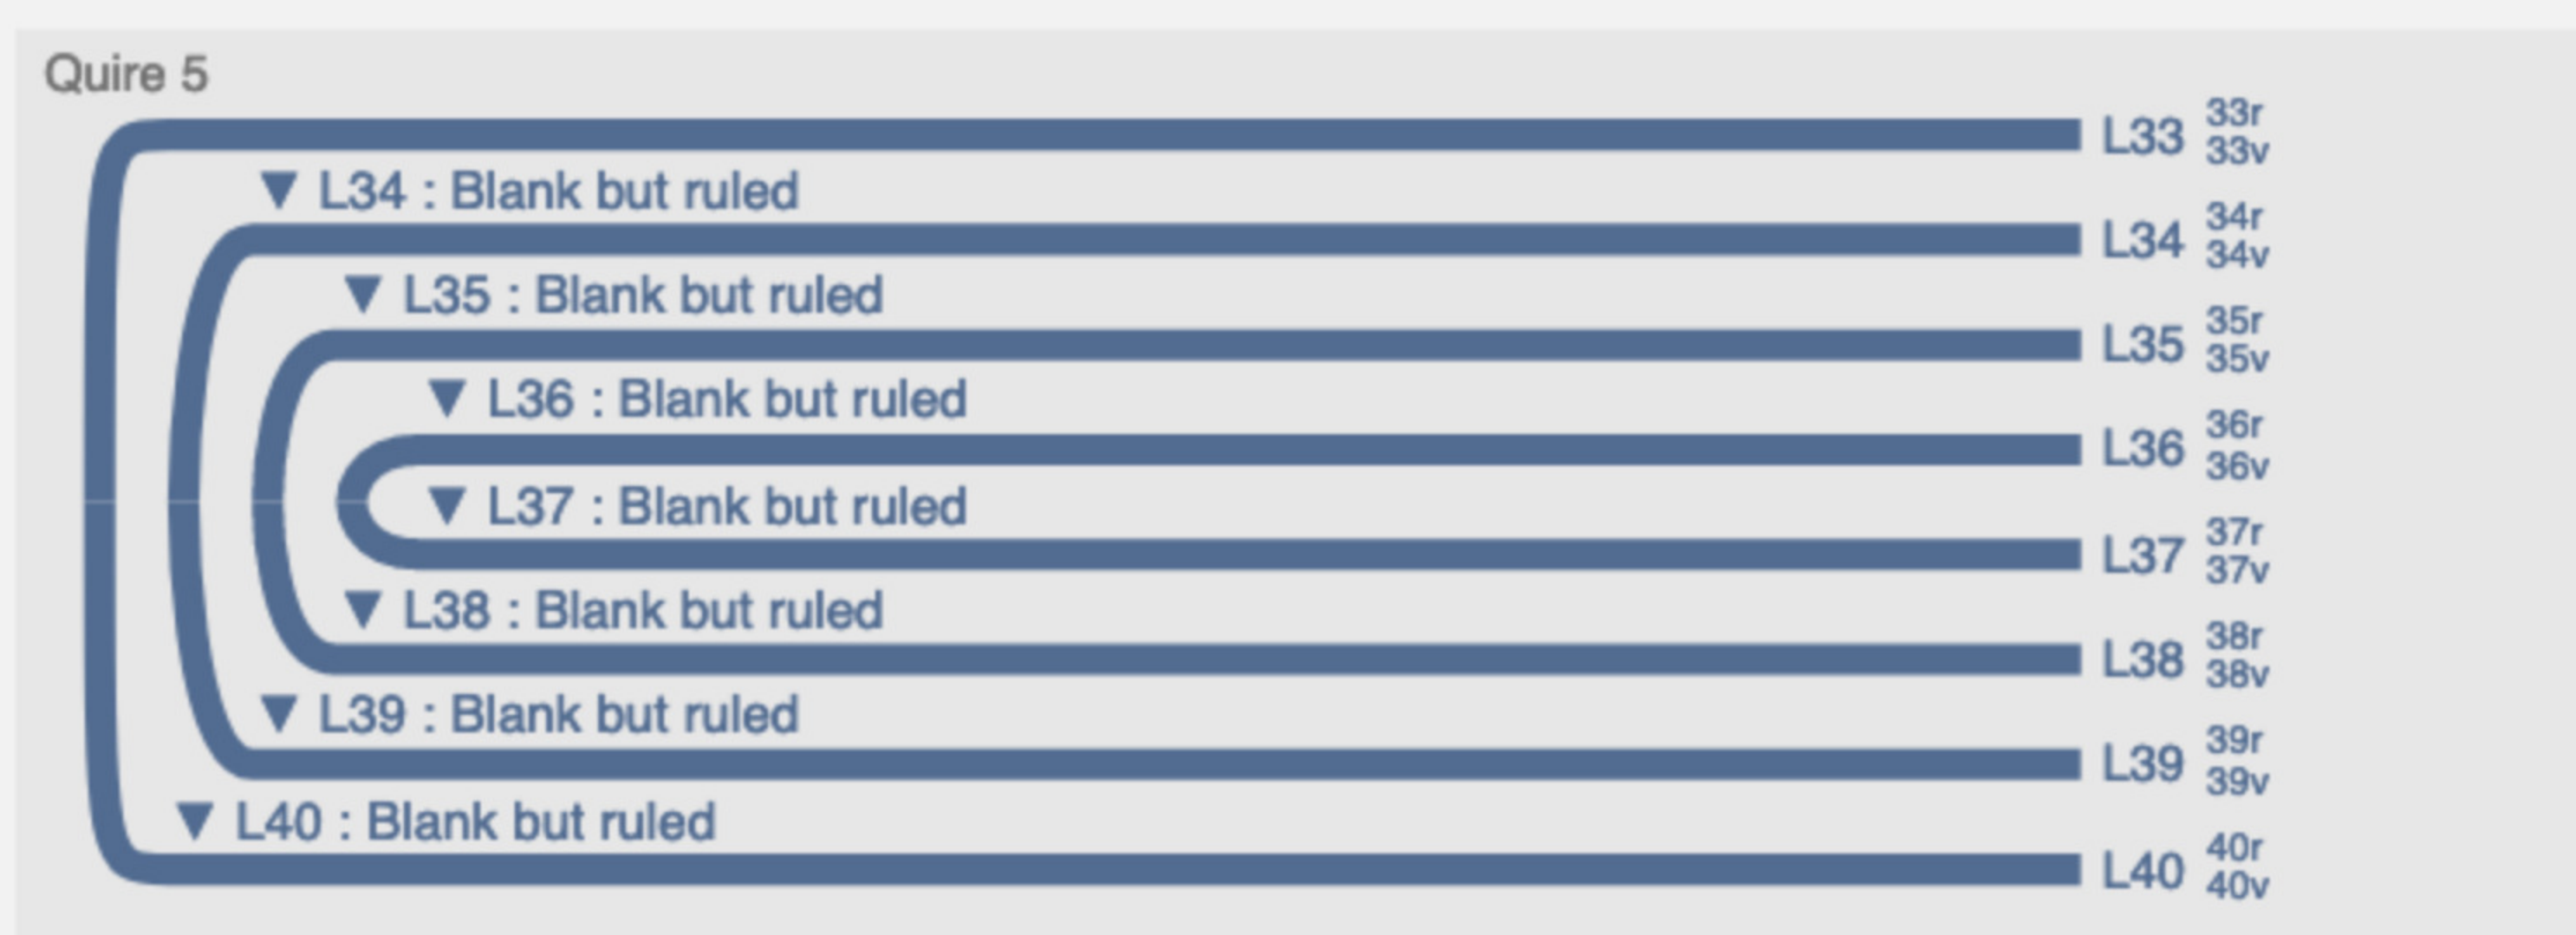 Quire 5
L33 33r
33v
▼ L34 : Blank but ruled
L34 34r
34v
▼ L35 : Blank but ruled
L35 35r
35v
▼ L36 : Blank but ruled
L36 36r
36v
▼ L37 : Blank but ruled
L37 37r
37v
▼ L38 : Blank but ruled
L38 38r
38v
▼ L39 : Blank but ruled
L39 39r
39v
▼ L40 : Blank but ruled
L40 40r
40v